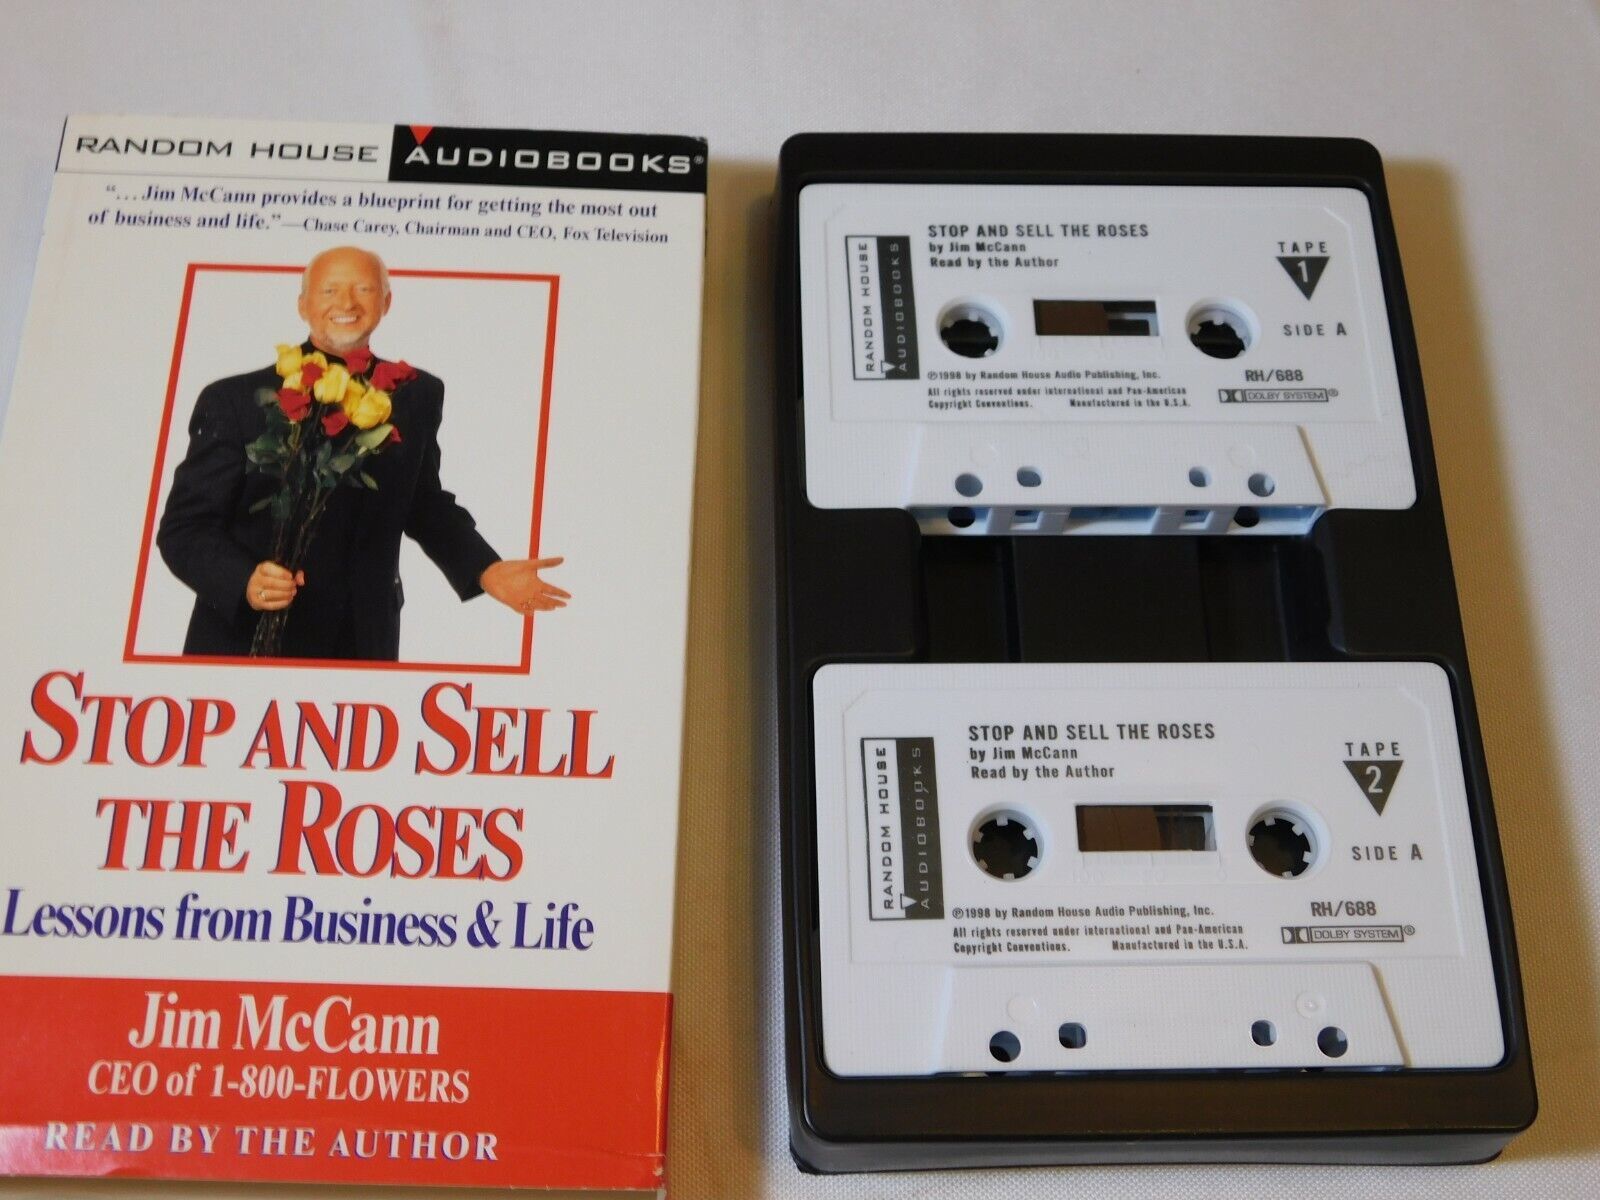 RANDOM HOUSE AUDIOBOOKS®
“...Jim McCann provides a blueprint for getting the most out
of business and life.”—Chase Carey, Chairman and CEO, Fox Television
STOP AND SELL
THE ROSES
Lessons from Business & Life
Jim McCann
CEO of 1-800-FLOWERS
READ BY THE AUTHOR
RANDOM HOUSE
AUDIOBOOKS
STOP AND SELL THE ROSES
by Jim McCann
Read by the Author
TAPE
1
SIDE A
℗1998 by Random House Audio Publishing, Inc.
RH/688
All rights reserved under international and Pan-American
Copyright Conventions. Manufactured in the U.S.A.
DOLBY SYSTEM®
RANDOM HOUSE
AUDIOBOOKS
STOP AND SELL THE ROSES
by Jim McCann
Read by the Author
TAPE
2
SIDE A
℗1998 by Random House Audio Publishing, Inc.
RH/688
All rights reserved under international and Pan-American
Copyright Conventions. Manufactured in the U.S.A.
DOLBY SYSTEM®